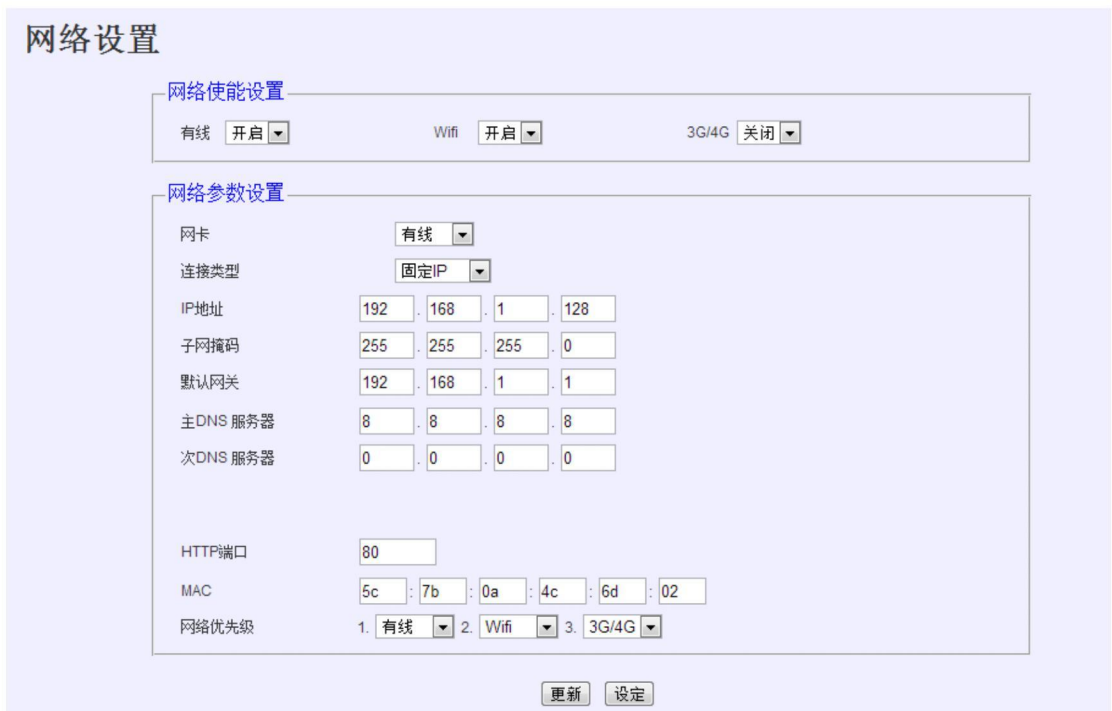 网络设置
网络使能设置
有线 开启 Wifi 开启 3G/4G 关闭
网络参数设置
网卡 有线
连接类型 固定IP
IP地址 192 . 168 . 1 . 128
子网掩码 255 . 255 . 255 . 0
默认网关 192 . 168 . 1 . 1
主DNS 服务器 8 . 8 . 8 . 8
次DNS 服务器 0 . 0 . 0 . 0
HTTP端口 80
MAC 5c : 7b : 0a : 4c : 6d : 02
网络优先级 1. 有线 2. Wifi 3. 3G/4G
更新 设定